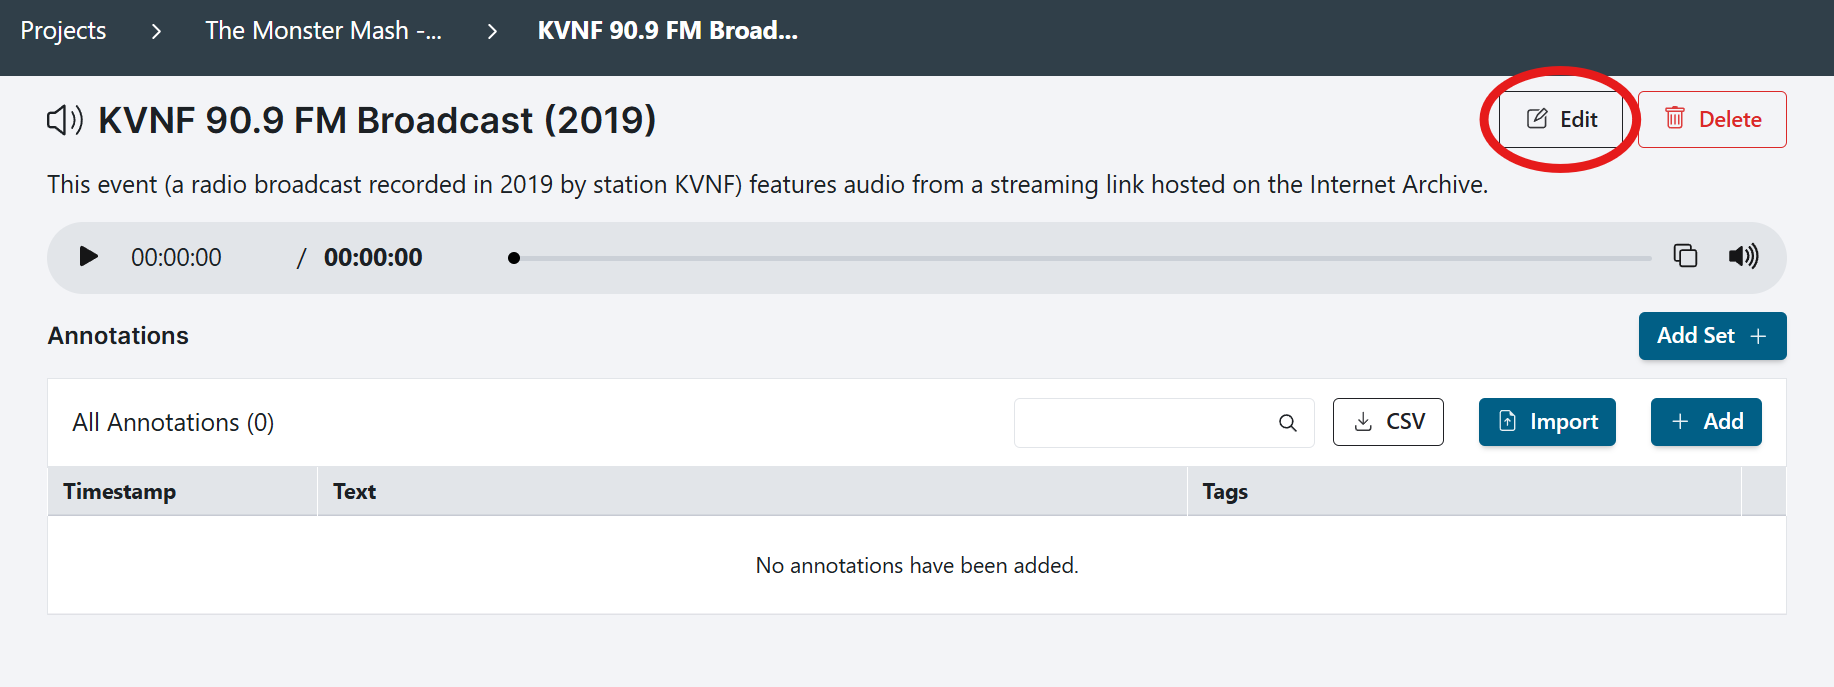 Projects > The Monster Mash -... > KVNF 90.9 FM Broad...
KVNF 90.9 FM Broadcast (2019)
Edit
Delete
This event (a radio broadcast recorded in 2019 by station KVNF) features audio from a streaming link hosted on the Internet Archive.
00:00:00 / 00:00:00
Annotations
Add Set +
All Annotations (0)
CSV
Import
+ Add
Timestamp
Text
Tags
No annotations have been added.